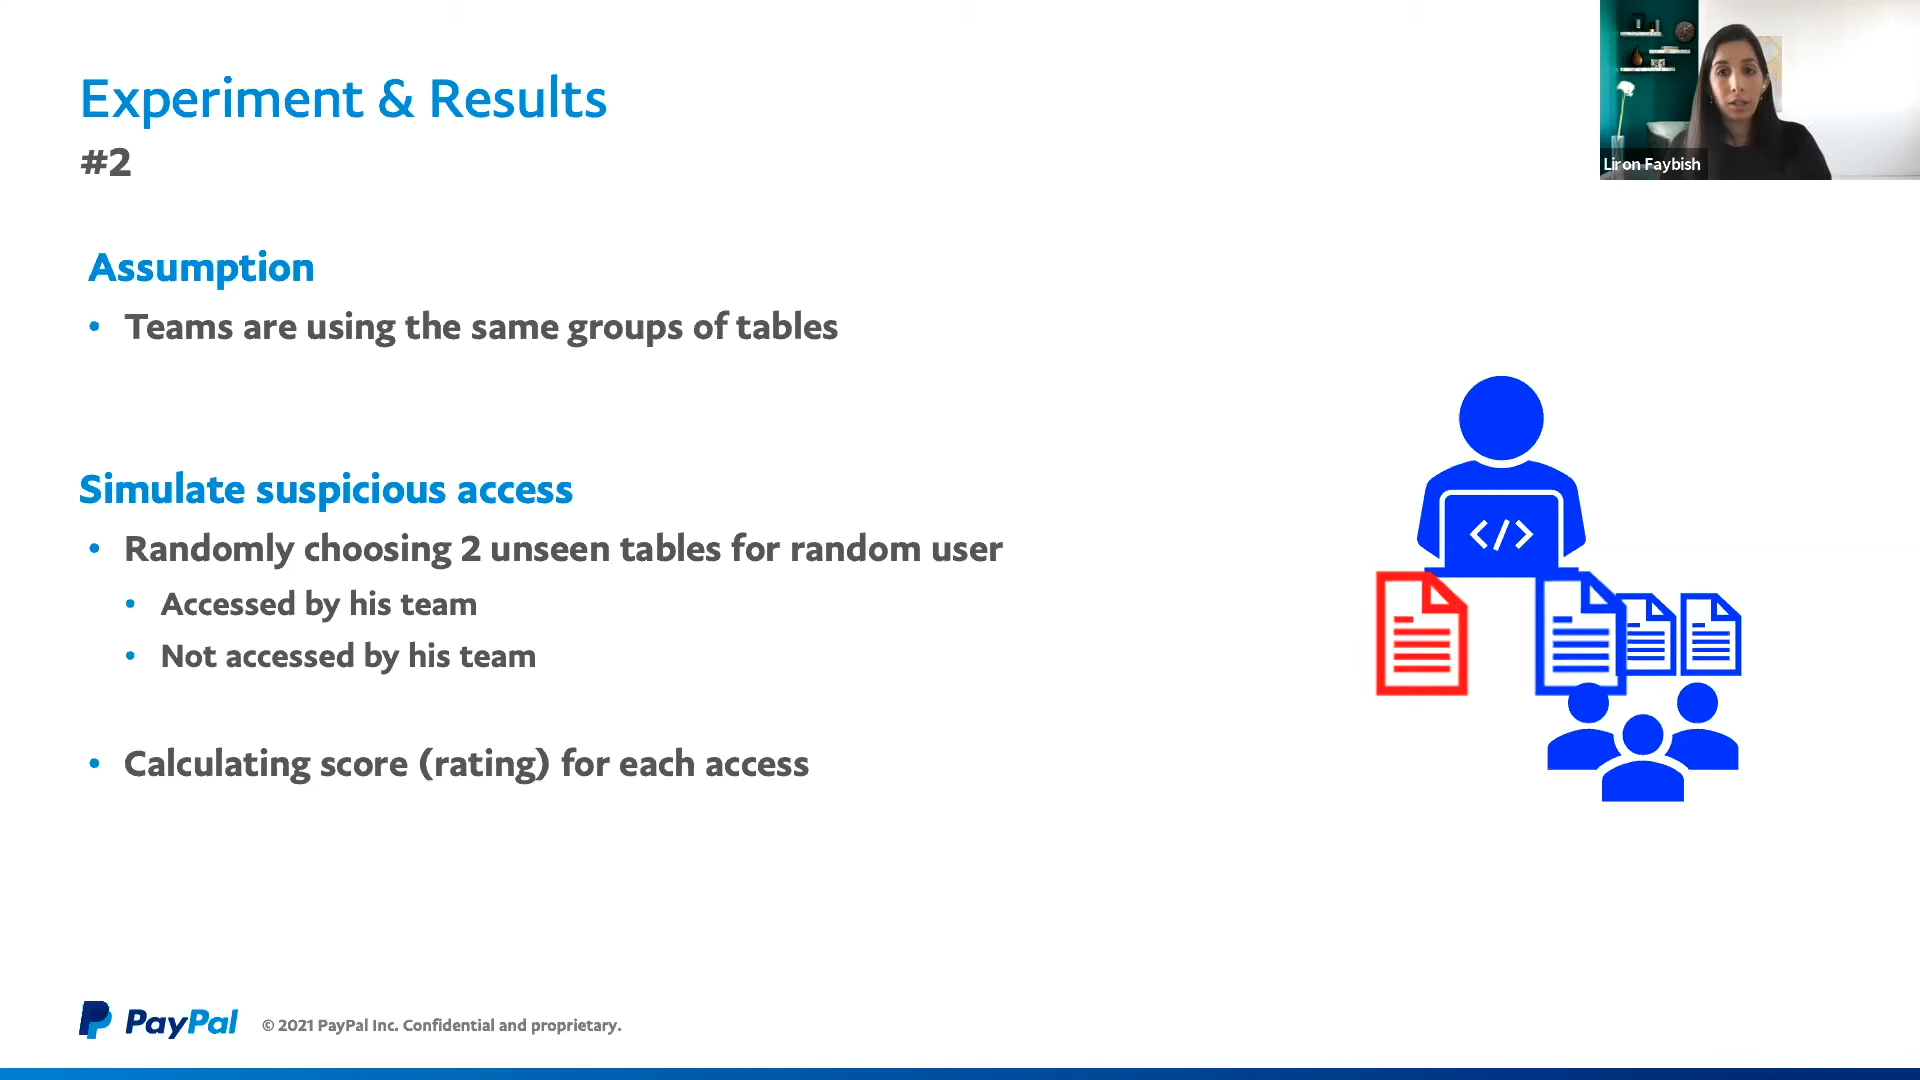 Experiment & Results
#2
Liron Faybish
Assumption
• Teams are using the same groups of tables
Simulate suspicious access
• Randomly choosing 2 unseen tables for random user
• Accessed by his team
• Not accessed by his team
• Calculating score (rating) for each access
</>
PayPal © 2021 PayPal Inc. Confidential and proprietary.